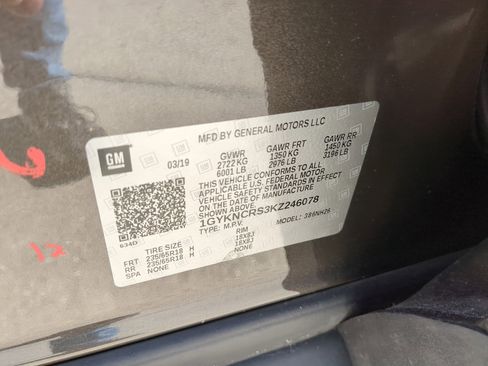 MFD BY GENERAL MOTORS LLC
GM
03/19
GVWR GAWR FRT GAWR RR
2722 KG 1350 KG 1450 KG
6001 LB 2976 LB 3196 LB
THIS VEHICLE CONFORMS TO ALL
APPLICABLE U.S. FEDERAL MOTOR
VEHICLE SAFETY STANDARDS IN
EFFECT ON THE DATE OF
MANUFACTURE SHOWN ABOVE.
1GYKNCRS3KZ246078
TYPE: M.P.V. MODEL: 386NH26
634D
TIRE SIZE RIM
FRT 235/65R18 H 18X8J
RR 235/65R18 H 18X8J
SPA NONE NONE